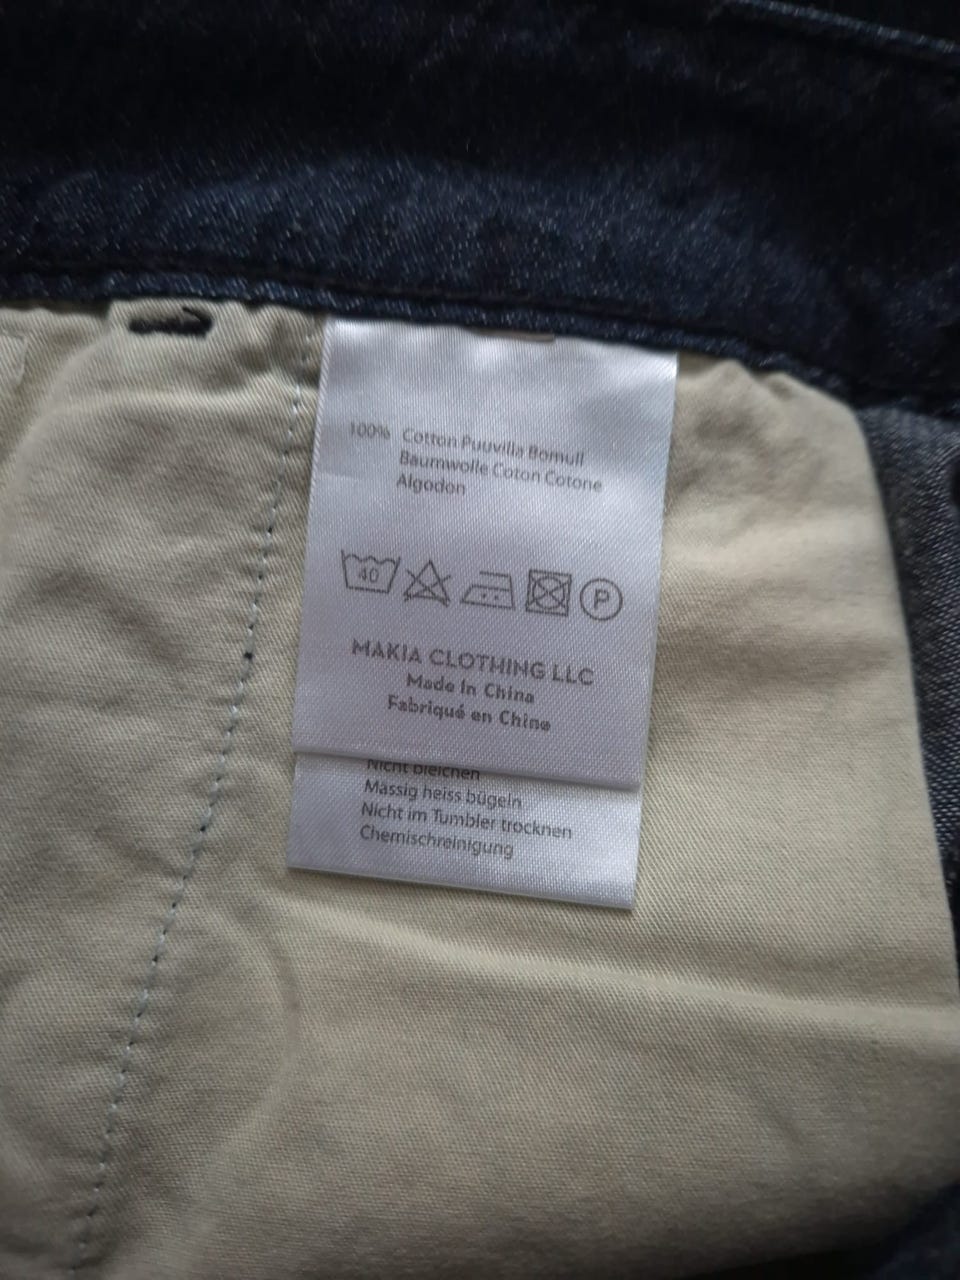 100% Cotton Puuvilla Bomull
Baumwolle Coton Cotone
Algodon
40
P
MAKIA CLOTHING LLC
Made in China
Fabriqué en Chine
Nicht bleichen
Mässig heiss bügeln
Nicht im Tumbler trocknen
Chemischreinigung